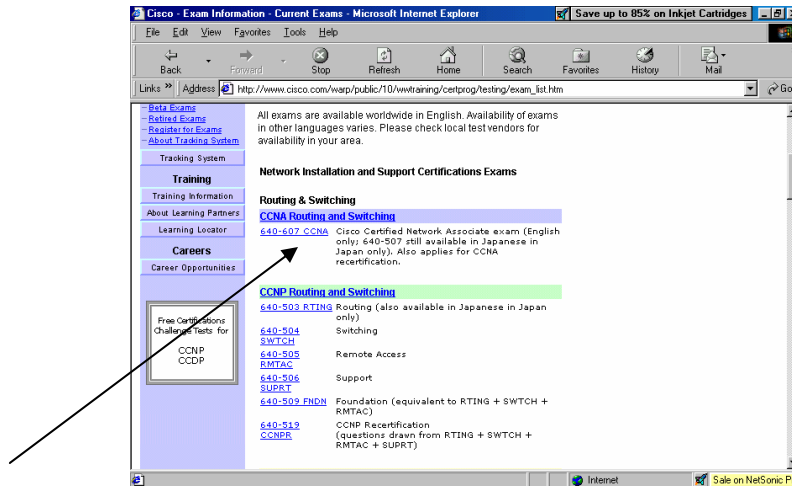 Cisco - Exam Information - Current Exams - Microsoft Internet Explorer
Save up to 85% on Inkjet Cartridges
File Edit View Favorites Tools Help
Back Forward Stop Refresh Home Search Favorites History Mail
Links » Address http://www.cisco.com/warp/public/10/wwtraining/certprog/testing/exam_list.htm Go
Beta Exams
Retired Exams
Register for Exams
About Tracking System
Tracking System
Training
Training Information
About Learning Partners
Learning Locator
Careers
Career Opportunities
Free Certifications
Challenge Tests for
CCNP
CCDP
All exams are available worldwide in English. Availability of exams
in other languages varies. Please check local test vendors for
availability in your area.
Network Installation and Support Certifications Exams
Routing & Switching
CCNA Routing and Switching
640-607 CCNA Cisco Certified Network Associate exam (English
only; 640-507 still available in Japanese in
Japan only). Also applies for CCNA
recertification.
CCNP Routing and Switching
640-503 RTING Routing (also available in Japanese in Japan
only)
640-504 Switching
SWTCH
640-505 Remote Access
RMTAC
640-506 Support
SUPRT
640-509 FNDN Foundation (equivalent to RTING + SWTCH +
RMTAC)
640-519 CCNP Recertification
CCNPR (questions drawn from RTING + SWTCH +
RMTAC + SUPRT)
Internet
Sale on NetSonic P